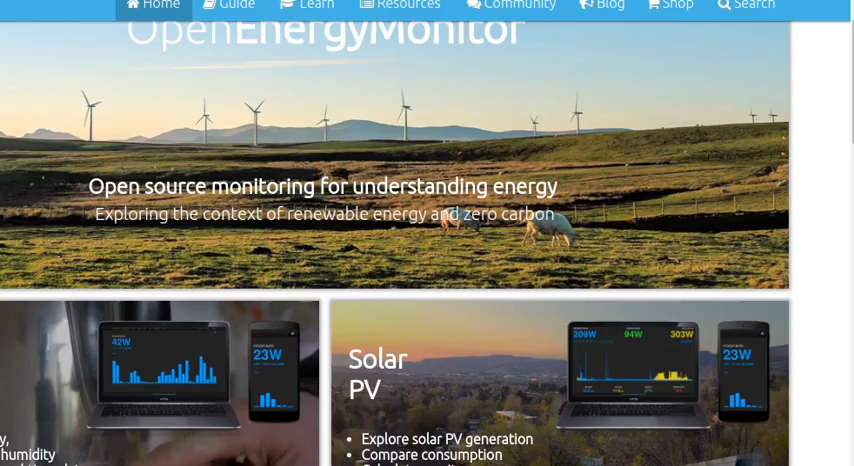 Home Guide Learn Resources Community Blog Shop Search
OpenEnergyMonitor
Open source monitoring for understanding energy
Exploring the context of renewable energy and zero carbon
42W
23W
y,
humidity
Solar
PV
209W 94W 303W
23W
Explore solar PV generation
Compare consumption